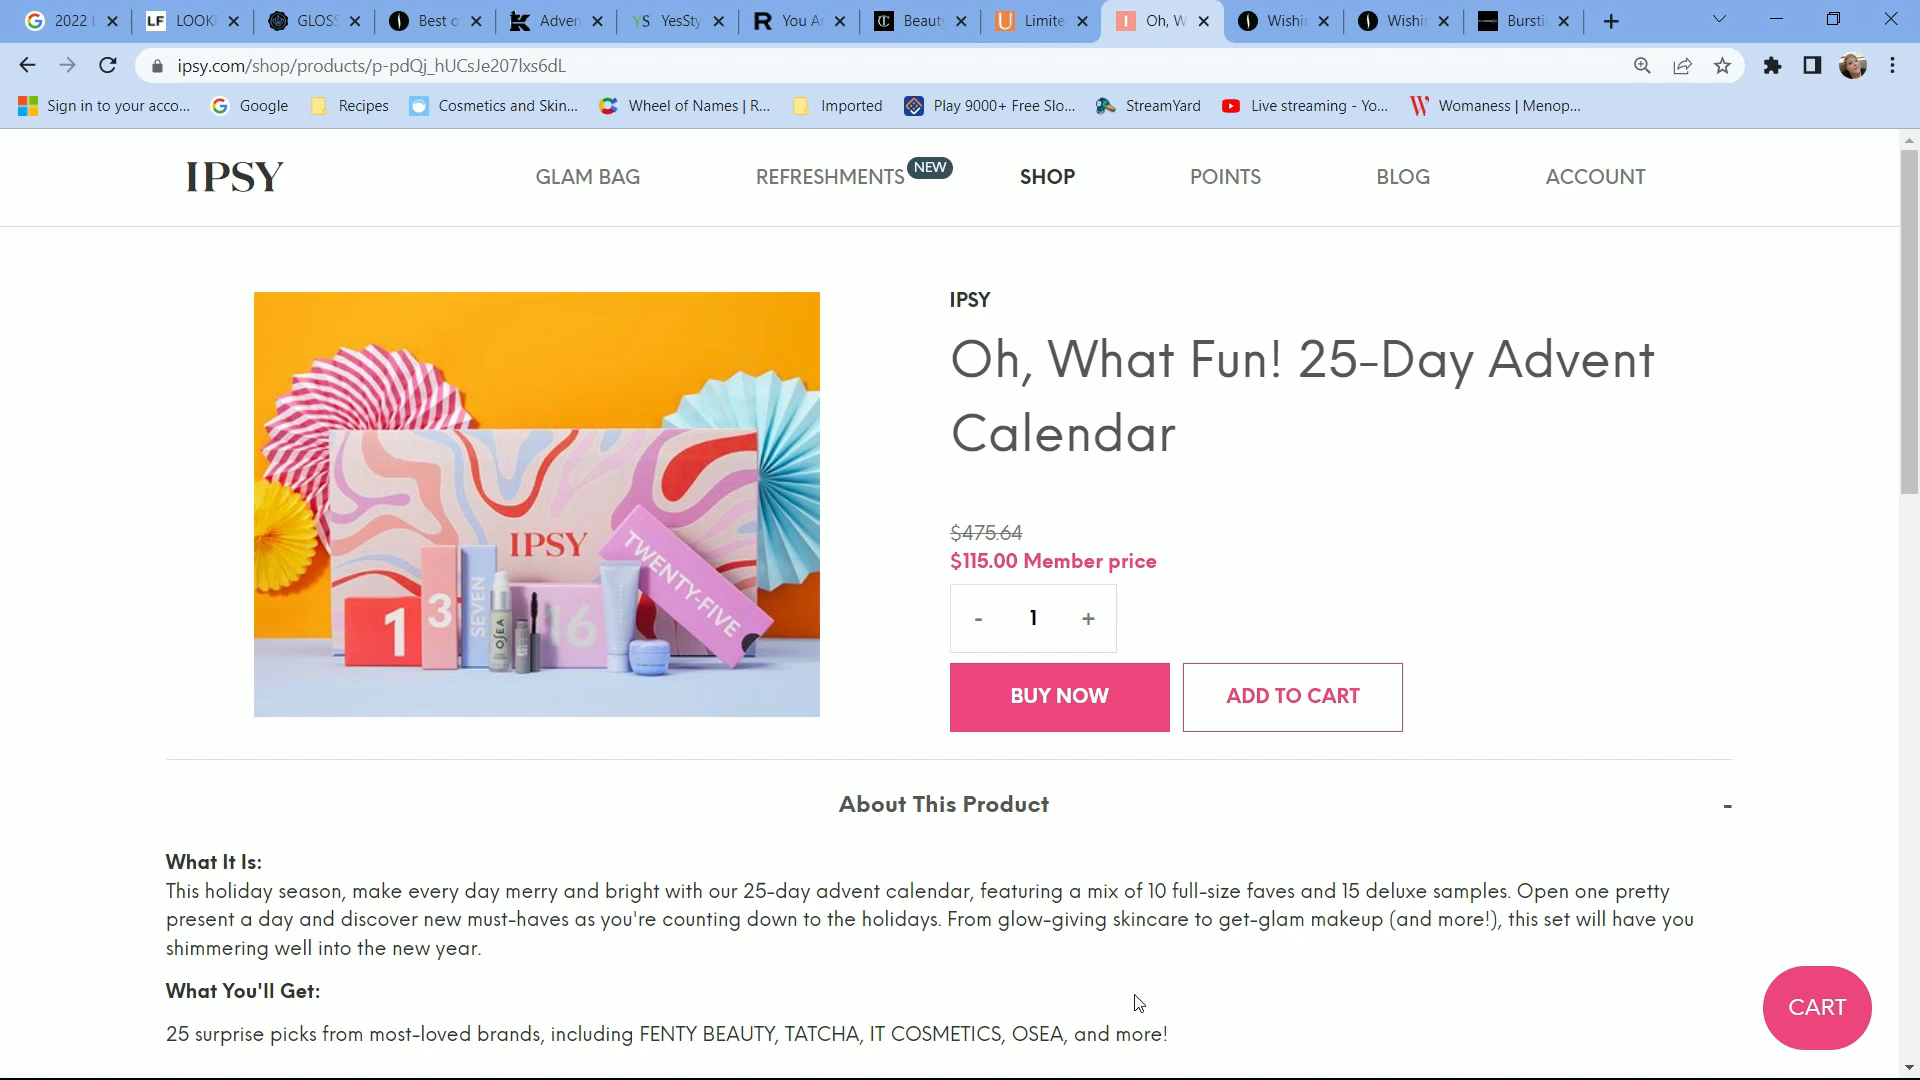 2022 b
LOOK
GLOSS
Best o
Adven
YS YesSty
R You A
Beauty
Limite
Oh, W
Wishi
Wishi
Bursti
ipsy.com/shop/products/p-pdQj_hUCsJe207lxs6dL
Sign in to your acco... Google Recipes Cosmetics and Skin... Wheel of Names | R... Imported Play 9000+ Free Slo... StreamYard Live streaming - Yo... Womaness | Menop...
IPSY GLAM BAG REFRESHMENTS NEW SHOP POINTS BLOG ACCOUNT
IPSY
Oh, What Fun! 25-Day Advent
Calendar
$475.64
$115.00 Member price
- 1 +
BUY NOW ADD TO CART
IPSY
TWENTY-FIVE
1
3
SEVEN
OSEA
16
About This Product -
What It Is:
This holiday season, make every day merry and bright with our 25-day advent calendar, featuring a mix of 10 full-size faves and 15 deluxe samples. Open one pretty
present a day and discover new must-haves as you're counting down to the holidays. From glow-giving skincare to get-glam makeup (and more!), this set will have you
shimmering well into the new year.
What You'll Get:
25 surprise picks from most-loved brands, including FENTY BEAUTY, TATCHA, IT COSMETICS, OSEA, and more!
CART